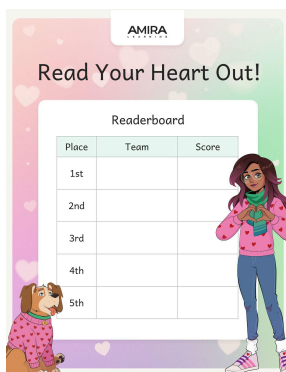 AMIRA
LEARNING
Read Your Heart Out!
Readerboard
Place Team Score
1st
2nd
3rd
4th
5th